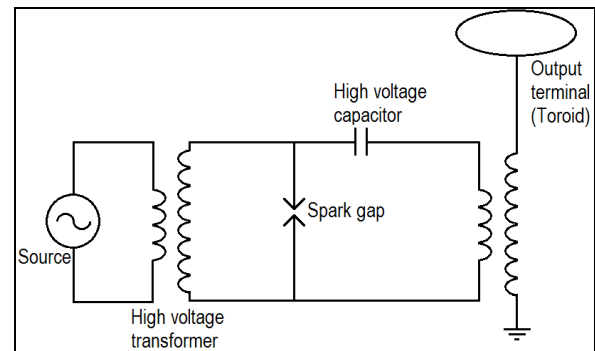 Output
terminal
(Toroid)
High voltage
capacitor
Spark gap
Source
High voltage
transformer